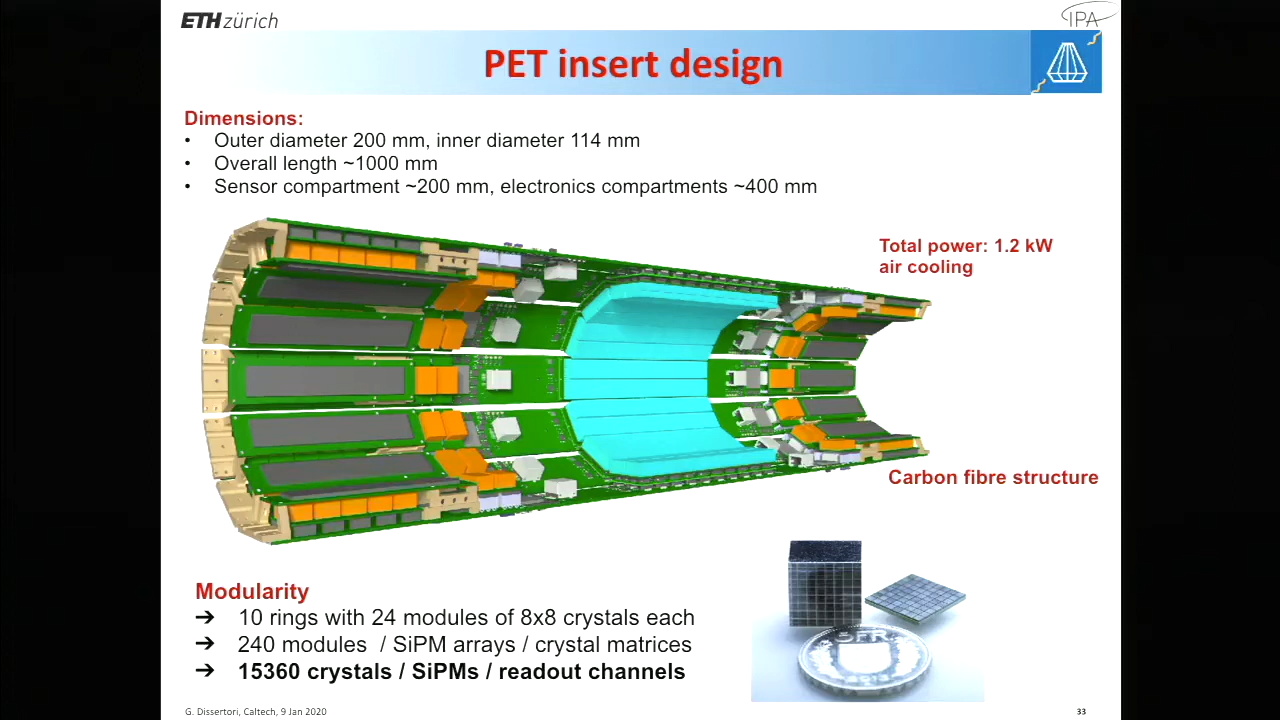 ETH zürich
IPA
PET insert design
Dimensions:
• Outer diameter 200 mm, inner diameter 114 mm
• Overall length ~1000 mm
• Sensor compartment ~200 mm, electronics compartments ~400 mm
Total power: 1.2 kW
air cooling
Carbon fibre structure
Modularity
➔ 10 rings with 24 modules of 8x8 crystals each
➔ 240 modules / SiPM arrays / crystal matrices
➔ 15360 crystals / SiPMs / readout channels
5FR.
G. Dissertori, Caltech, 9 Jan 2020
33